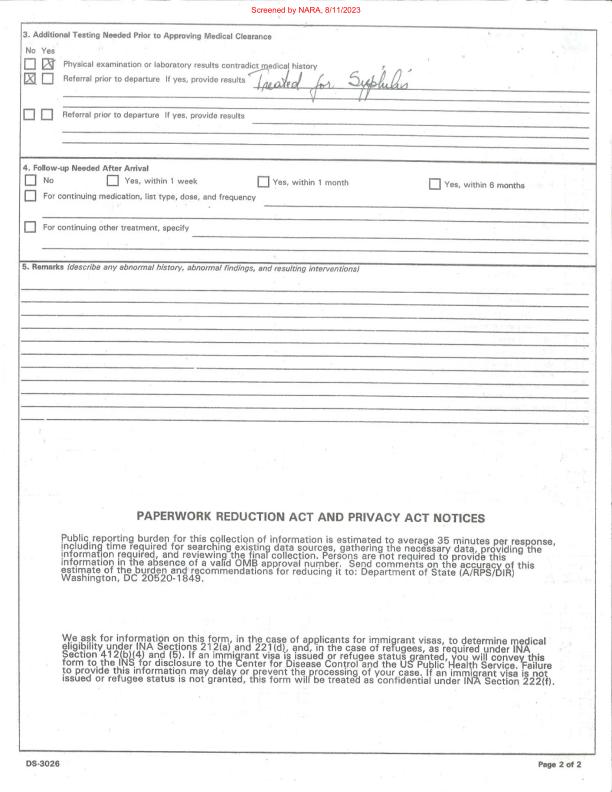 Screened by NARA, 8/11/2023
3. Additional Testing Needed Prior to Approving Medical Clearance
No Yes
Physical examination or laboratory results contradict medical history
Referral prior to departure If yes, provide results Treated for Syphilis
Referral prior to departure If yes, provide results
4. Follow-up Needed After Arrival
No Yes, within 1 week Yes, within 1 month Yes, within 6 months
For continuing medication, list type, dose, and frequency
For continuing other treatment, specify
5. Remarks (describe any abnormal history, abnormal findings, and resulting interventions)
PAPERWORK REDUCTION ACT AND PRIVACY ACT NOTICES
Public reporting burden for this collection of information is estimated to average 35 minutes per response,
including time required for searching existing data sources, gathering the necessary data, providing the
information required, and reviewing the final collection. Persons are not required to provide this
information in the absence of a valid OMB approval number. Send comments on the accuracy of this
estimate of the burden and recommendations for reducing it to: Department of State (A/RPS/DIR)
Washington, DC 20520-1849.
We ask for information on this form, in the case of applicants for immigrant visas, to determine medical
eligibility under INA Sections 212(a) and 221(d), and, in the case of refugees, as required under INA
Section 412(b)(4) and (5). If an immigrant visa is issued or refugee status granted, you will convey this
form to the INS for disclosure to the Center for Disease Control and the US Public Health Service. Failure
to provide this information may delay or prevent the processing of your case. If an immigrant visa is not
issued or refugee status is not granted, this form will be treated as confidential under INA Section 222(f).
DS-3026 Page 2 of 2